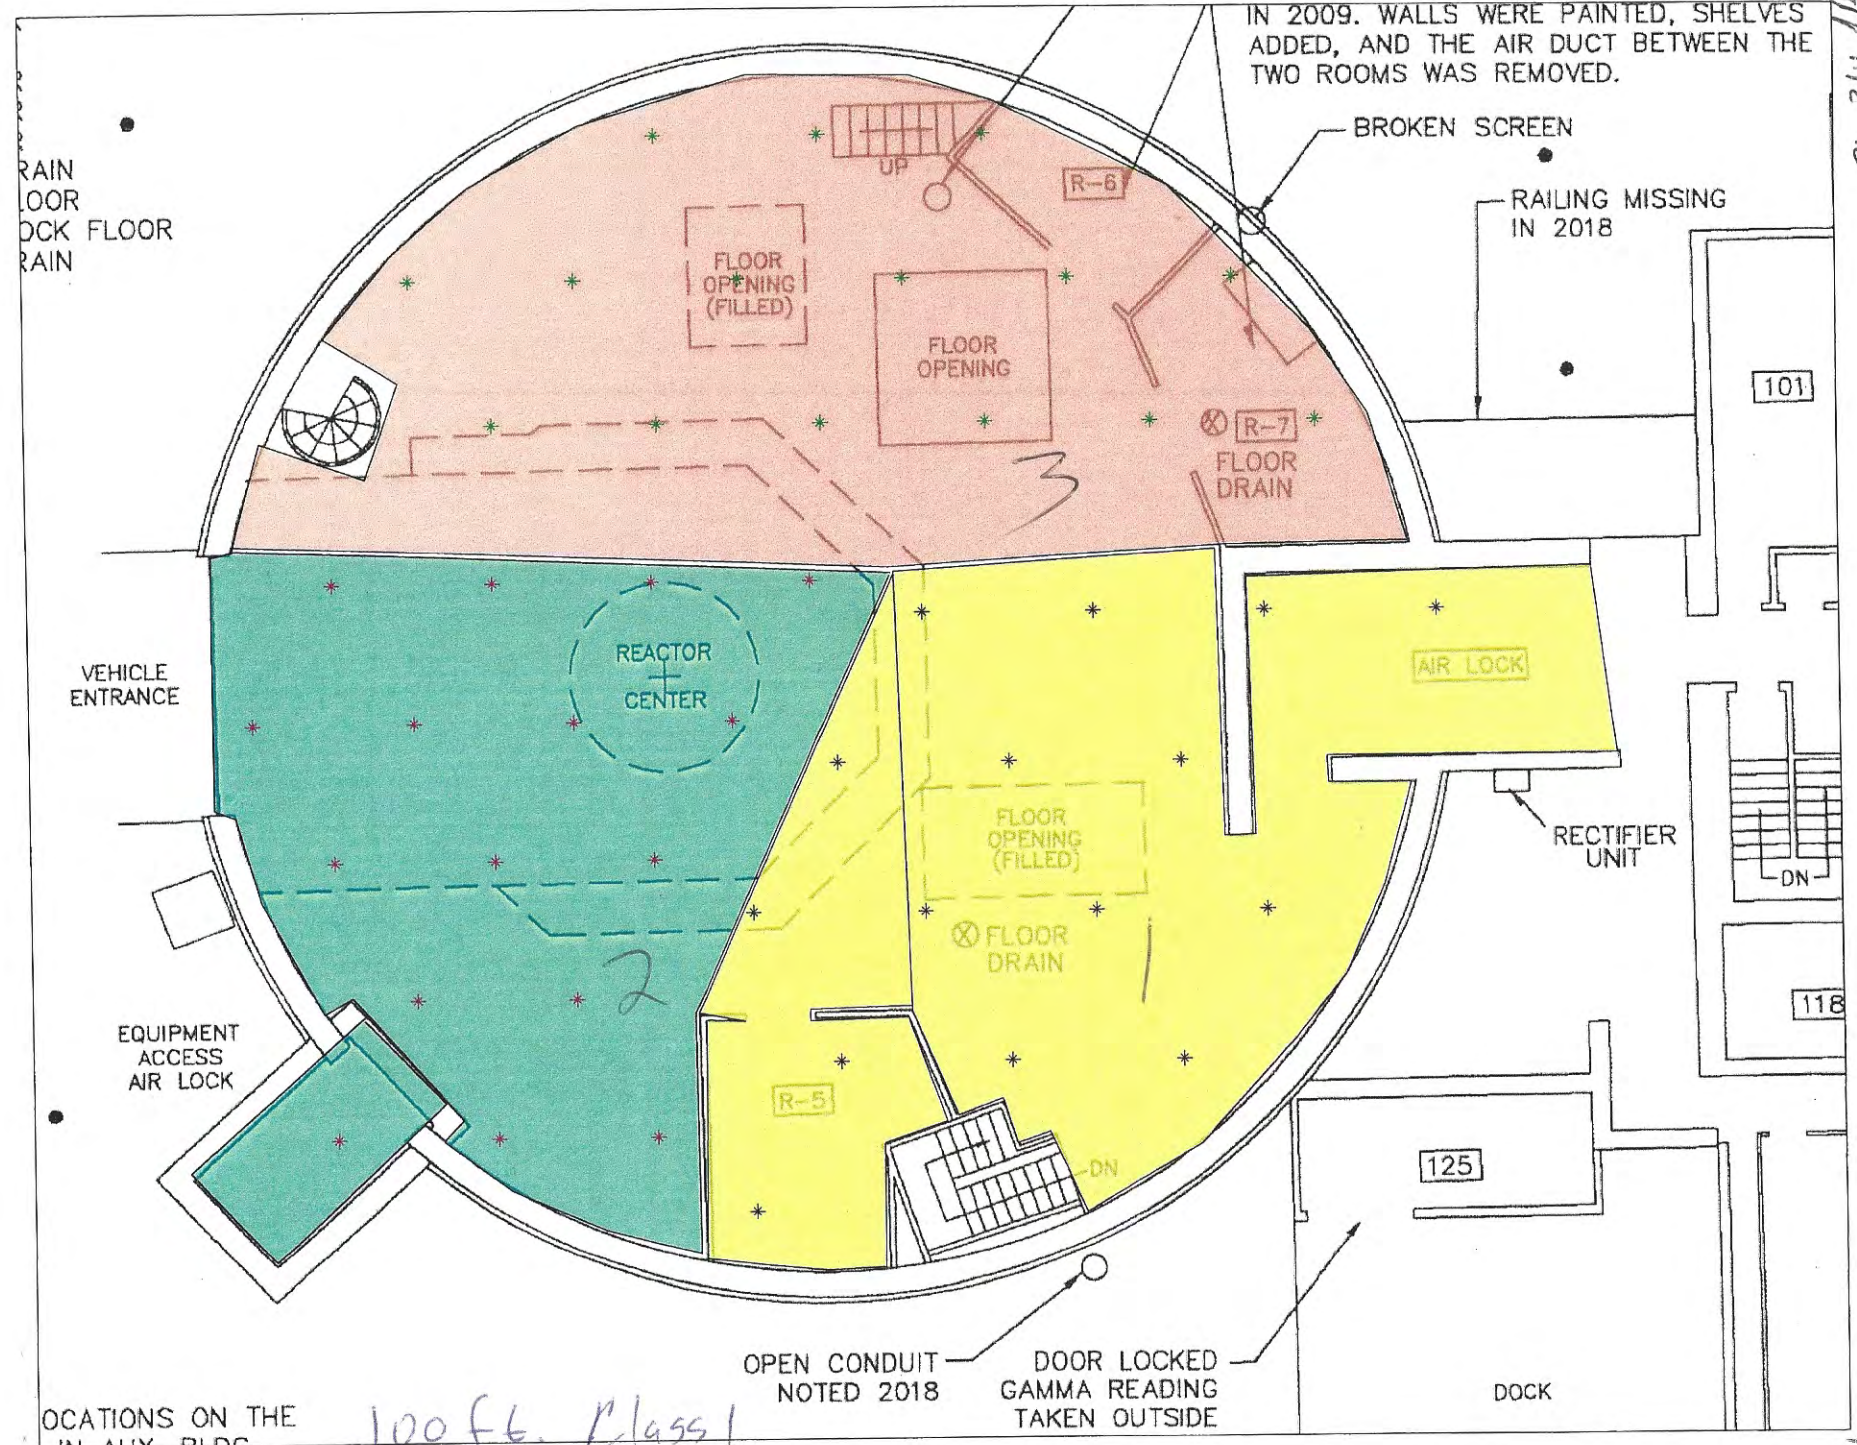 IN 2009. WALLS WERE PAINTED, SHELVES
ADDED, AND THE AIR DUCT BETWEEN THE
TWO ROOMS WAS REMOVED.
BROKEN SCREEN
RAILING MISSING
IN 2018
RAIN
LOOR
OCK FLOOR
RAIN
UP
R-6
FLOOR
OPENING
(FILLED)
FLOOR
OPENING
101
R-7
FLOOR
DRAIN
3
VEHICLE
ENTRANCE
REACTOR
CENTER
AIR LOCK
FLOOR
OPENING
(FILLED)
RECTIFIER
UNIT
DN
FLOOR
DRAIN
1
2
118
EQUIPMENT
ACCESS
AIR LOCK
R-5
DN
125
OPEN CONDUIT
NOTED 2018
DOOR LOCKED
GAMMA READING
TAKEN OUTSIDE
DOCK
OCATIONS ON THE
IN AUX. BLDG
100 ft. Class 1